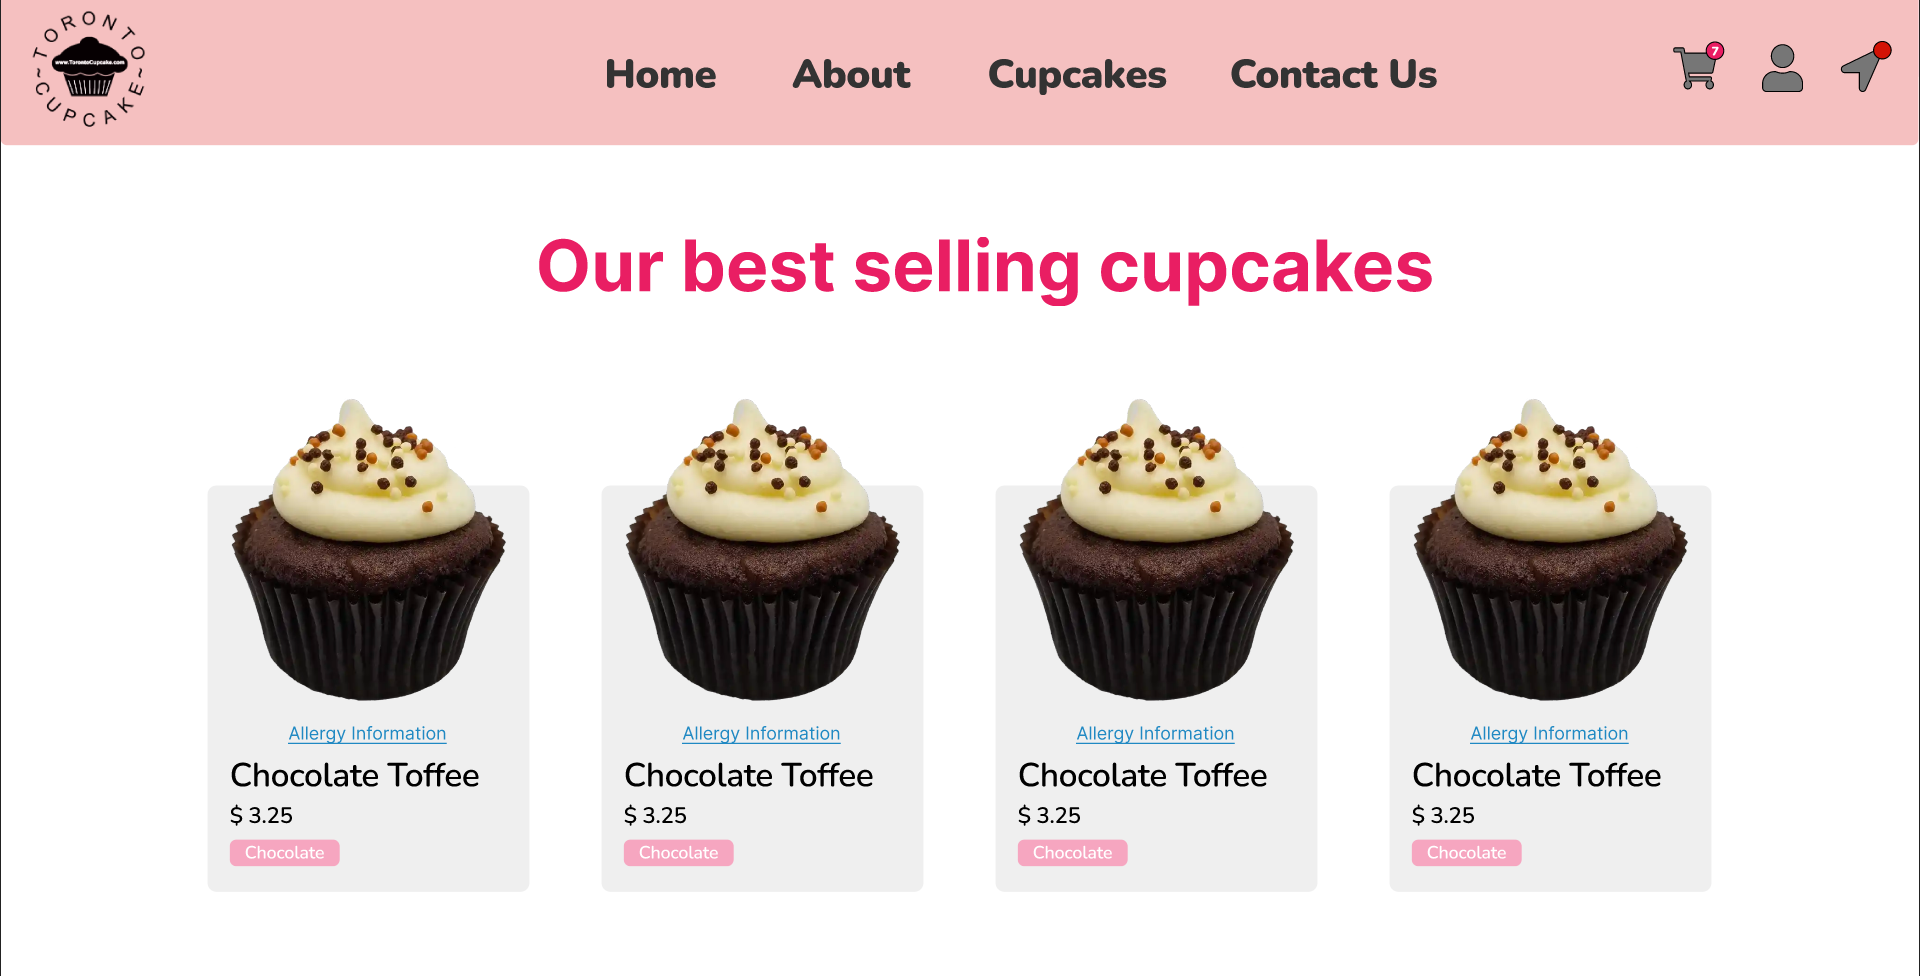 TORONTO
www.TorontoCupcake.com
~CUPCAKE~
Home About Cupcakes Contact Us
7
Our best selling cupcakes
Allergy Information Allergy Information Allergy Information Allergy Information
Chocolate Toffee Chocolate Toffee Chocolate Toffee Chocolate Toffee
$ 3.25 $ 3.25 $ 3.25 $ 3.25
Chocolate Chocolate Chocolate Chocolate